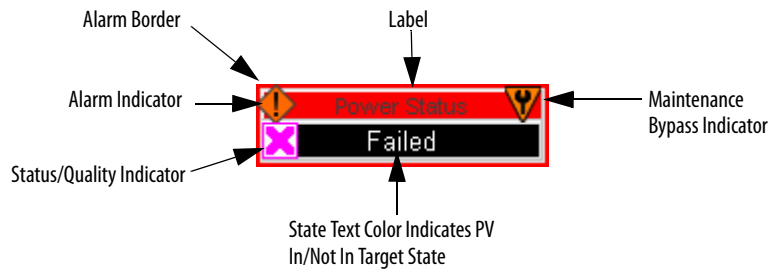 Alarm Border
Label
Alarm Indicator
!
Power Status
Maintenance
Bypass Indicator
Failed
Status/Quality Indicator
State Text Color Indicates PV
In/Not In Target State